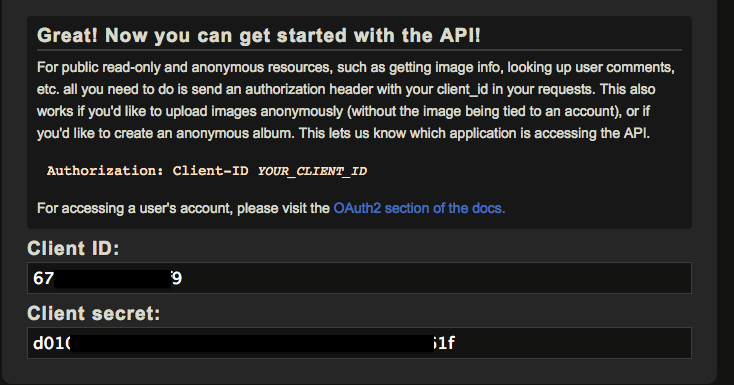 Great! Now you can get started with the API!
For public read-only and anonymous resources, such as getting image info, looking up user comments,
etc. all you need to do is send an authorization header with your client_id in your requests. This also
works if you'd like to upload images anonymously (without the image being tied to an account), or if
you'd like to create an anonymous album. This lets us know which application is accessing the API.
Authorization: Client-ID YOUR_CLIENT_ID
For accessing a user's account, please visit the OAuth2 section of the docs.
Client ID:
67 f9
Client secret:
d010 51f